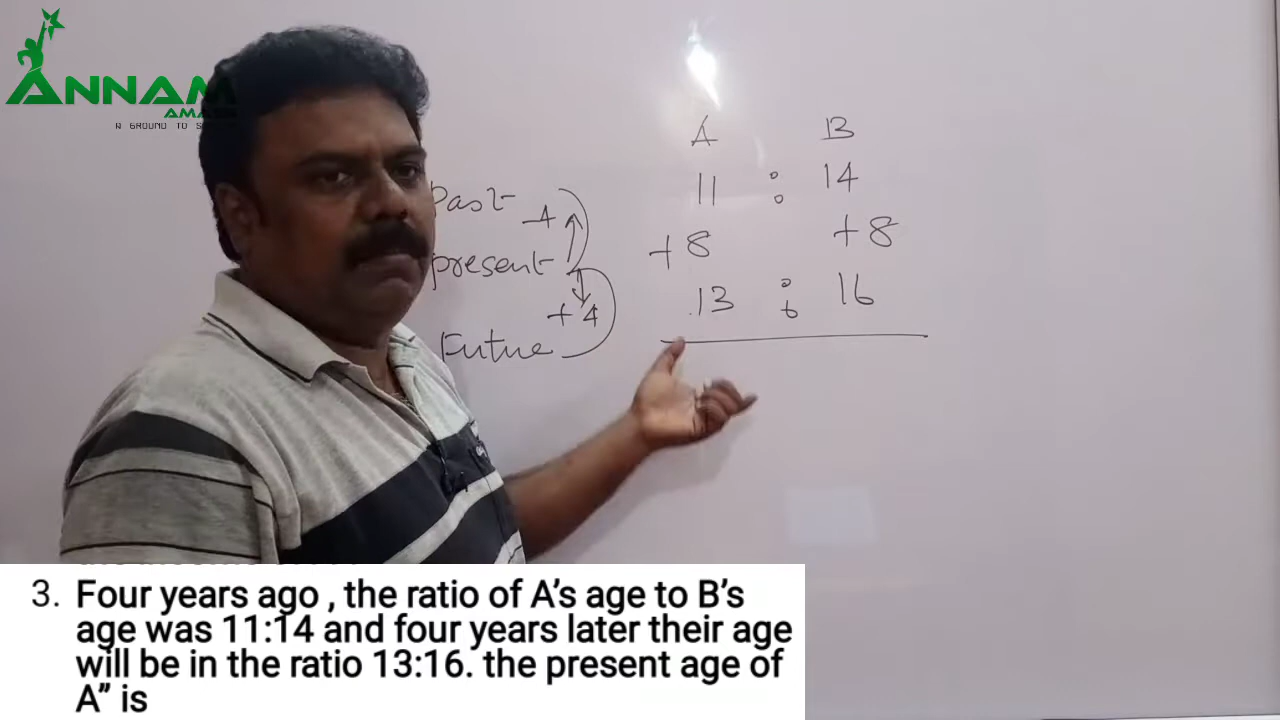 ANNAM
A B
Past -4 11 : 14
present +8 +8
+4 13 : 16
Future
3. Four years ago , the ratio of A’s age to B’s
age was 11:14 and four years later their age
will be in the ratio 13:16. the present age of
A” is